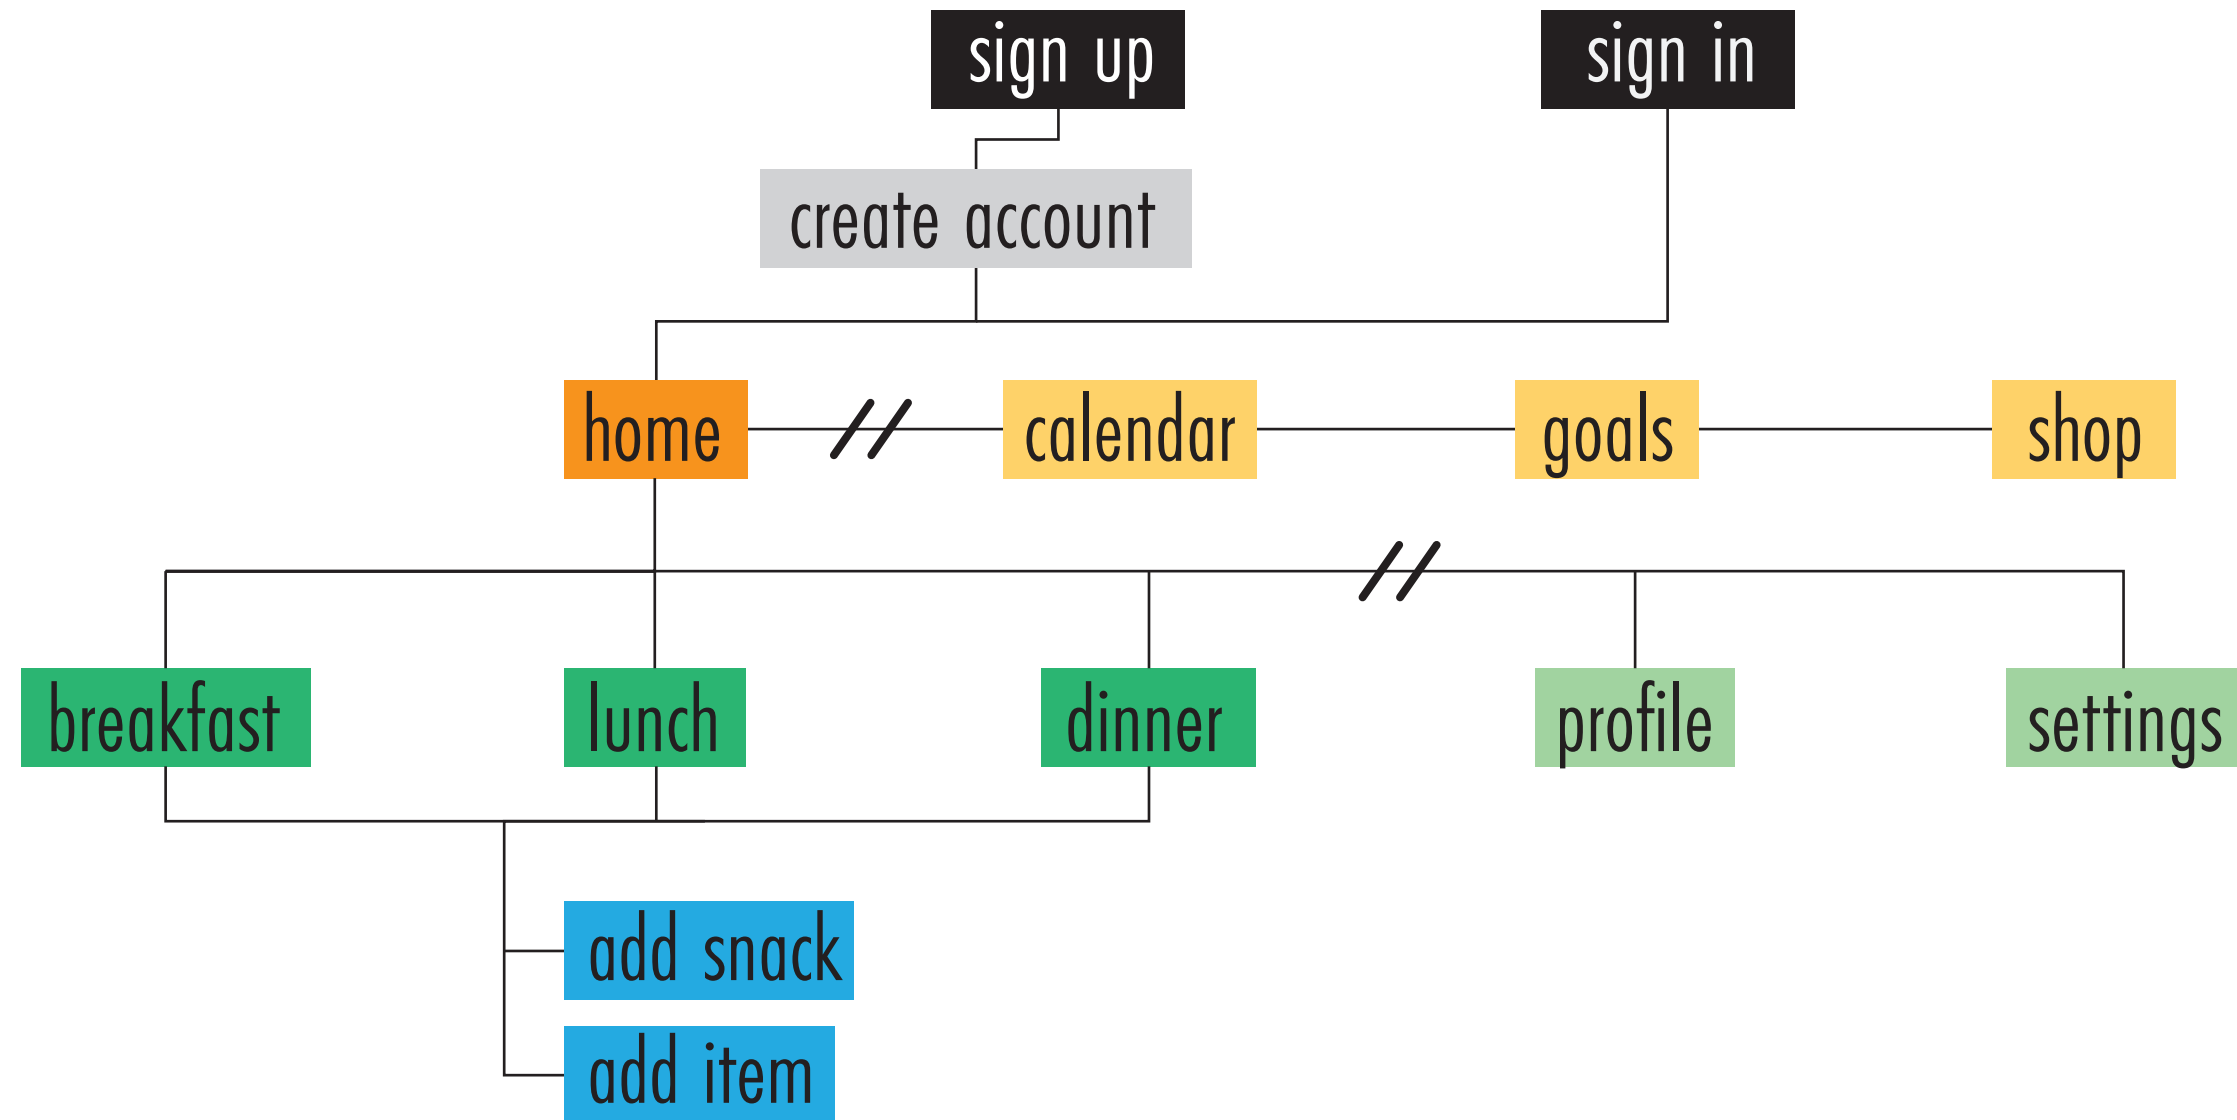 sign up
sign in
create account
home
calendar
goals
shop
breakfast
lunch
dinner
profile
settings
add snack
add item